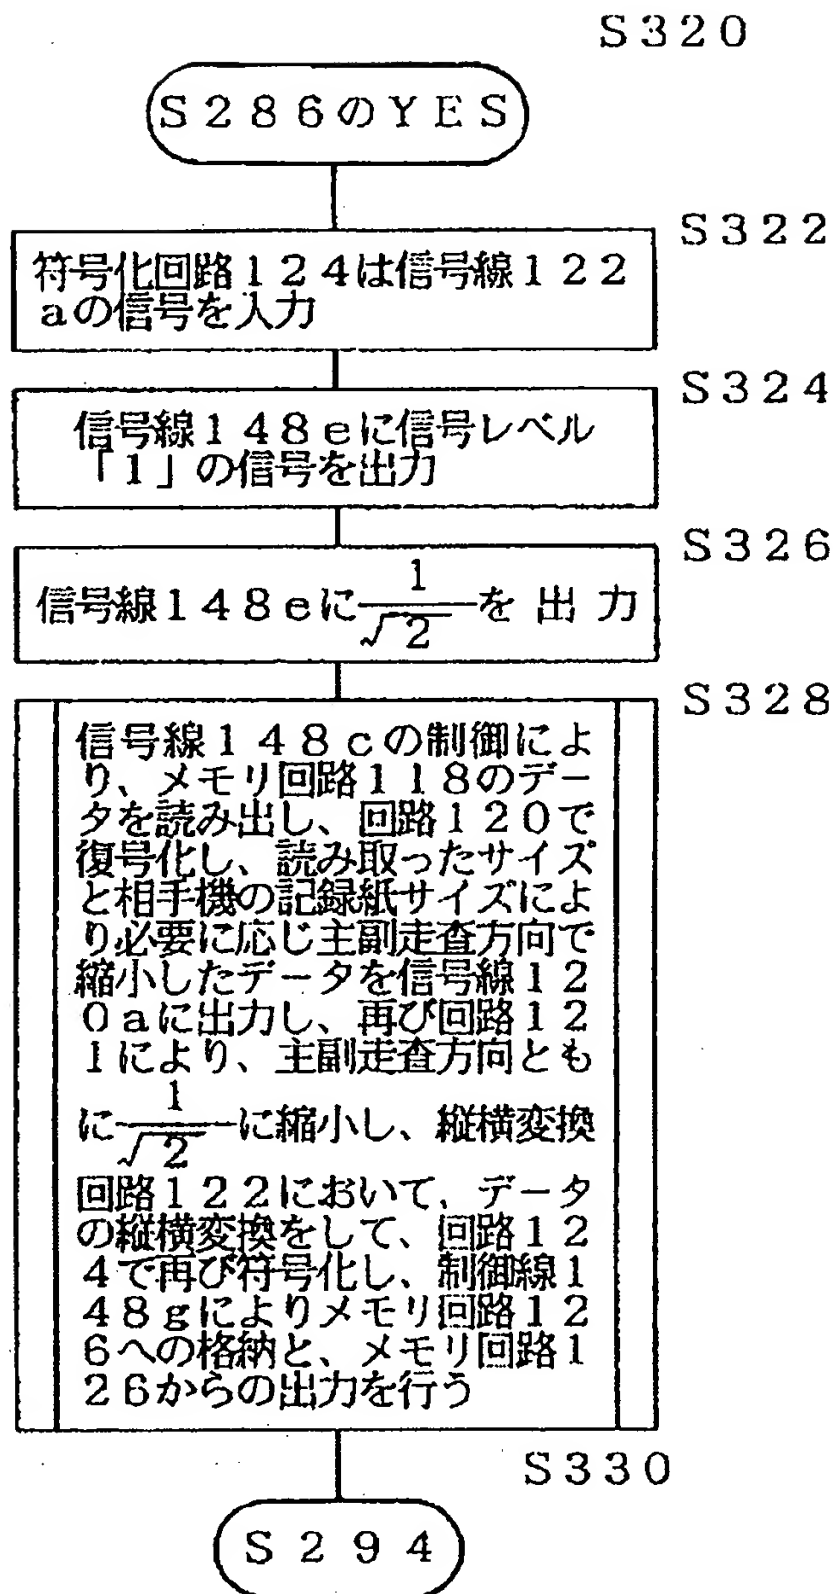 S320
S286のYES
S322
符号化回路124は信号線122
aの信号を入力
S324
信号線148eに信号レベル
「1」の信号を出力
S326
信号線148eに1/√2を出力
S328
信号線148cの制御によ
り、メモリ回路118のデー
タを読み出し、回路120で
復号化し、読み取ったサイズ
と相手機の記録紙サイズによ
り必要に応じ主副走査方向で
縮小したデータを信号線12
0aに出力し、再び回路12
1により、主副走査方向とも
に1/√2に縮小し、縦横変換
回路122において、データ
の縦横変換をして、回路12
4で再び符号化し、制御線1
48gによりメモリ回路12
6への格納と、メモリ回路1
26からの出力を行う
S330
S294